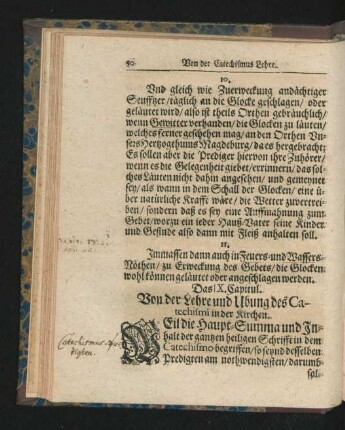 50 Von der Catechismus Lehre.
10.
Vnd gleich wie Zuerweckung andächtiger
Seufftzer / täglich an die Glocke geschlagen / oder
geläutet wird / also ist theils Orthen gebräuchlich /
wenn Gewitter verhanden / die Glocken zu läuten /
welches ferner geschehen mag / an den Orthen Vn-
sers Hertzogthums Magdeburg / da es hergebracht;
Es sollen aber die Prediger hiervon ihre Zuhörer /
wenn es die Gelegenheit giebet / errinnern / das sol-
ches Läuten nicht dahin angesehen / und gemeynet
sey / als wann in dem Schall der Glocken / eine ü-
ber natürliche Krafft wäre / die Wetter zuvertrei-
ben / sondern daß es sey eine Auffmahnung zum
Gebet / worzu ein ieder Hauß-Vater seine Kinder
und Gesinde also dann mit Fleiß anhalten soll.
11.
Immassen dann auch in Feuers- und Wassers-
Nöthen / zu Erweckung des Gebets / die Glocken
wohl können geläutet oder angeschlagen werden.
Das IX. Capitul.
Von der Lehre und Ubung des Ca-
techismi in der Kirchen.
WEil die Haupt-Summa und In-
halt der gantzen heiligen Schrifft in dem
Catechismo begriffen / so seynd desselben
Predigten am nothwendigsten / darumb-
sol-
Catechismus-Pre
digten.